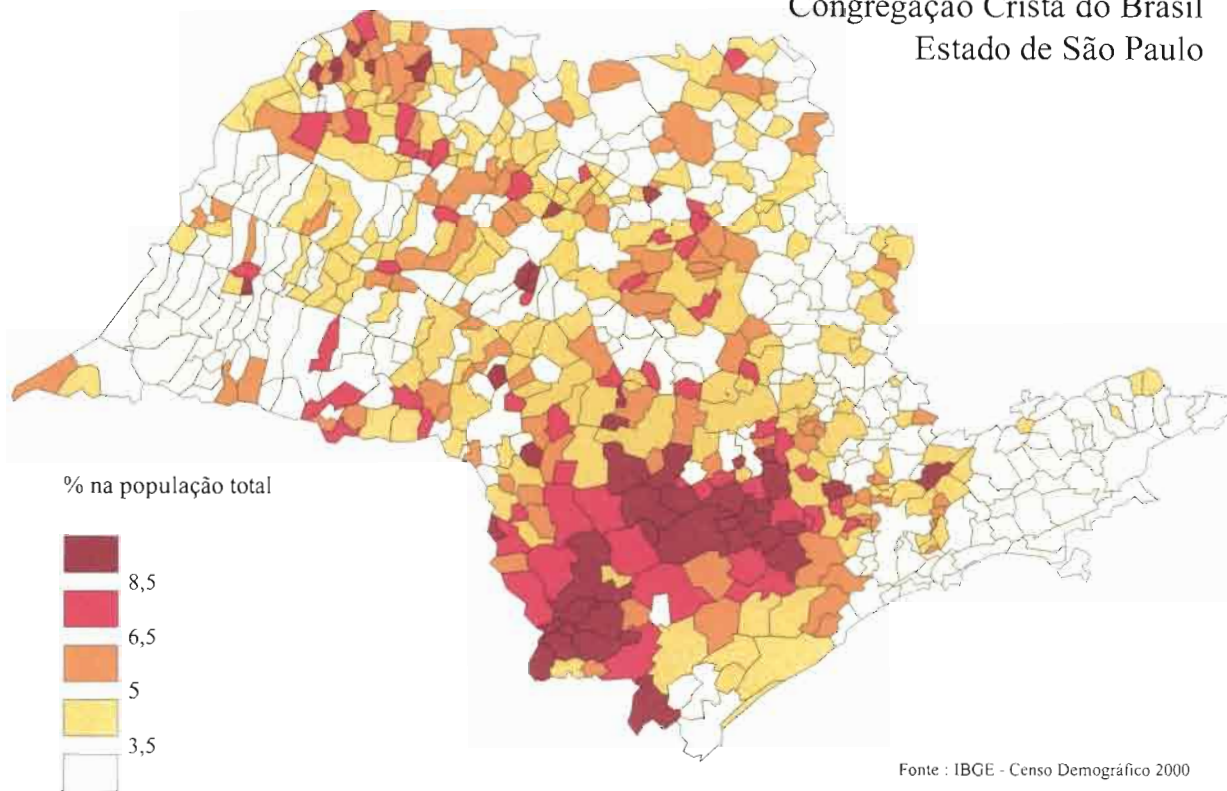 Congregação Cristã do Brasil
Estado de São Paulo
% na população total
8,5
6,5
5
3,5
Fonte : IBGE - Censo Demográfico 2000